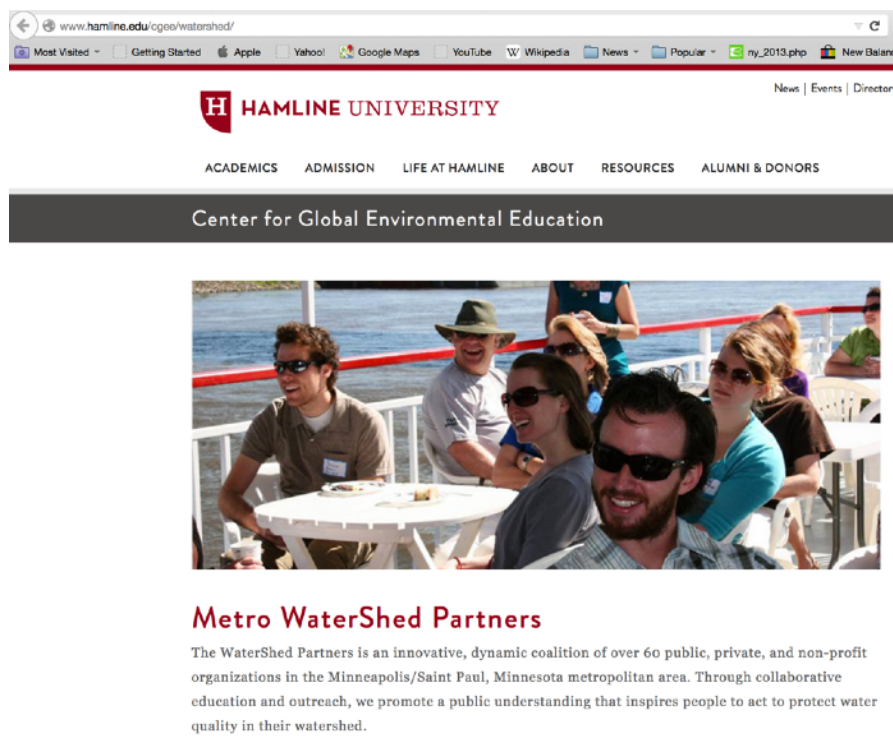 www.hamline.edu/cgee/watershed/
Most Visited Getting Started Apple Yahoo! Google Maps YouTube Wikipedia News Popular ny_2013.php New Balanc
News | Events | Director
H HAMLINE UNIVERSITY
ACADEMICS ADMISSION LIFE AT HAMLINE ABOUT RESOURCES ALUMNI & DONORS
Center for Global Environmental Education
Metro WaterShed Partners
The WaterShed Partners is an innovative, dynamic coalition of over 60 public, private, and non-profit
organizations in the Minneapolis/Saint Paul, Minnesota metropolitan area. Through collaborative
education and outreach, we promote a public understanding that inspires people to act to protect water
quality in their watershed.